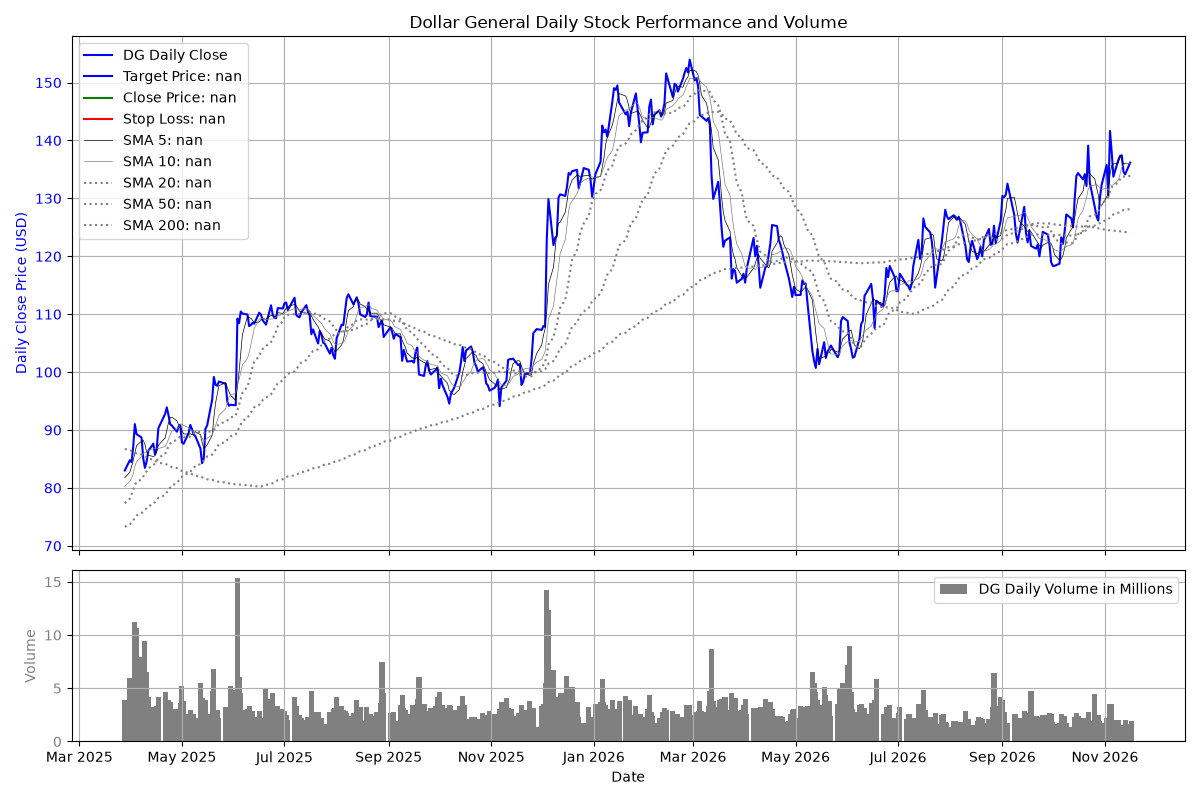 Dollar General Daily Stock Performance and Volume
DG Daily Close
Target Price: nan
Close Price: nan
Stop Loss: nan
SMA 5: nan
SMA 10: nan
SMA 20: nan
SMA 50: nan
SMA 200: nan
Daily Close Price (USD)
150
140
130
120
110
100
90
80
70
DG Daily Volume in Millions
Volume
15
10
5
0
Mar 2025 May 2025 Jul 2025 Sep 2025 Nov 2025 Jan 2026 Mar 2026 May 2026 Jul 2026 Sep 2026 Nov 2026
Date